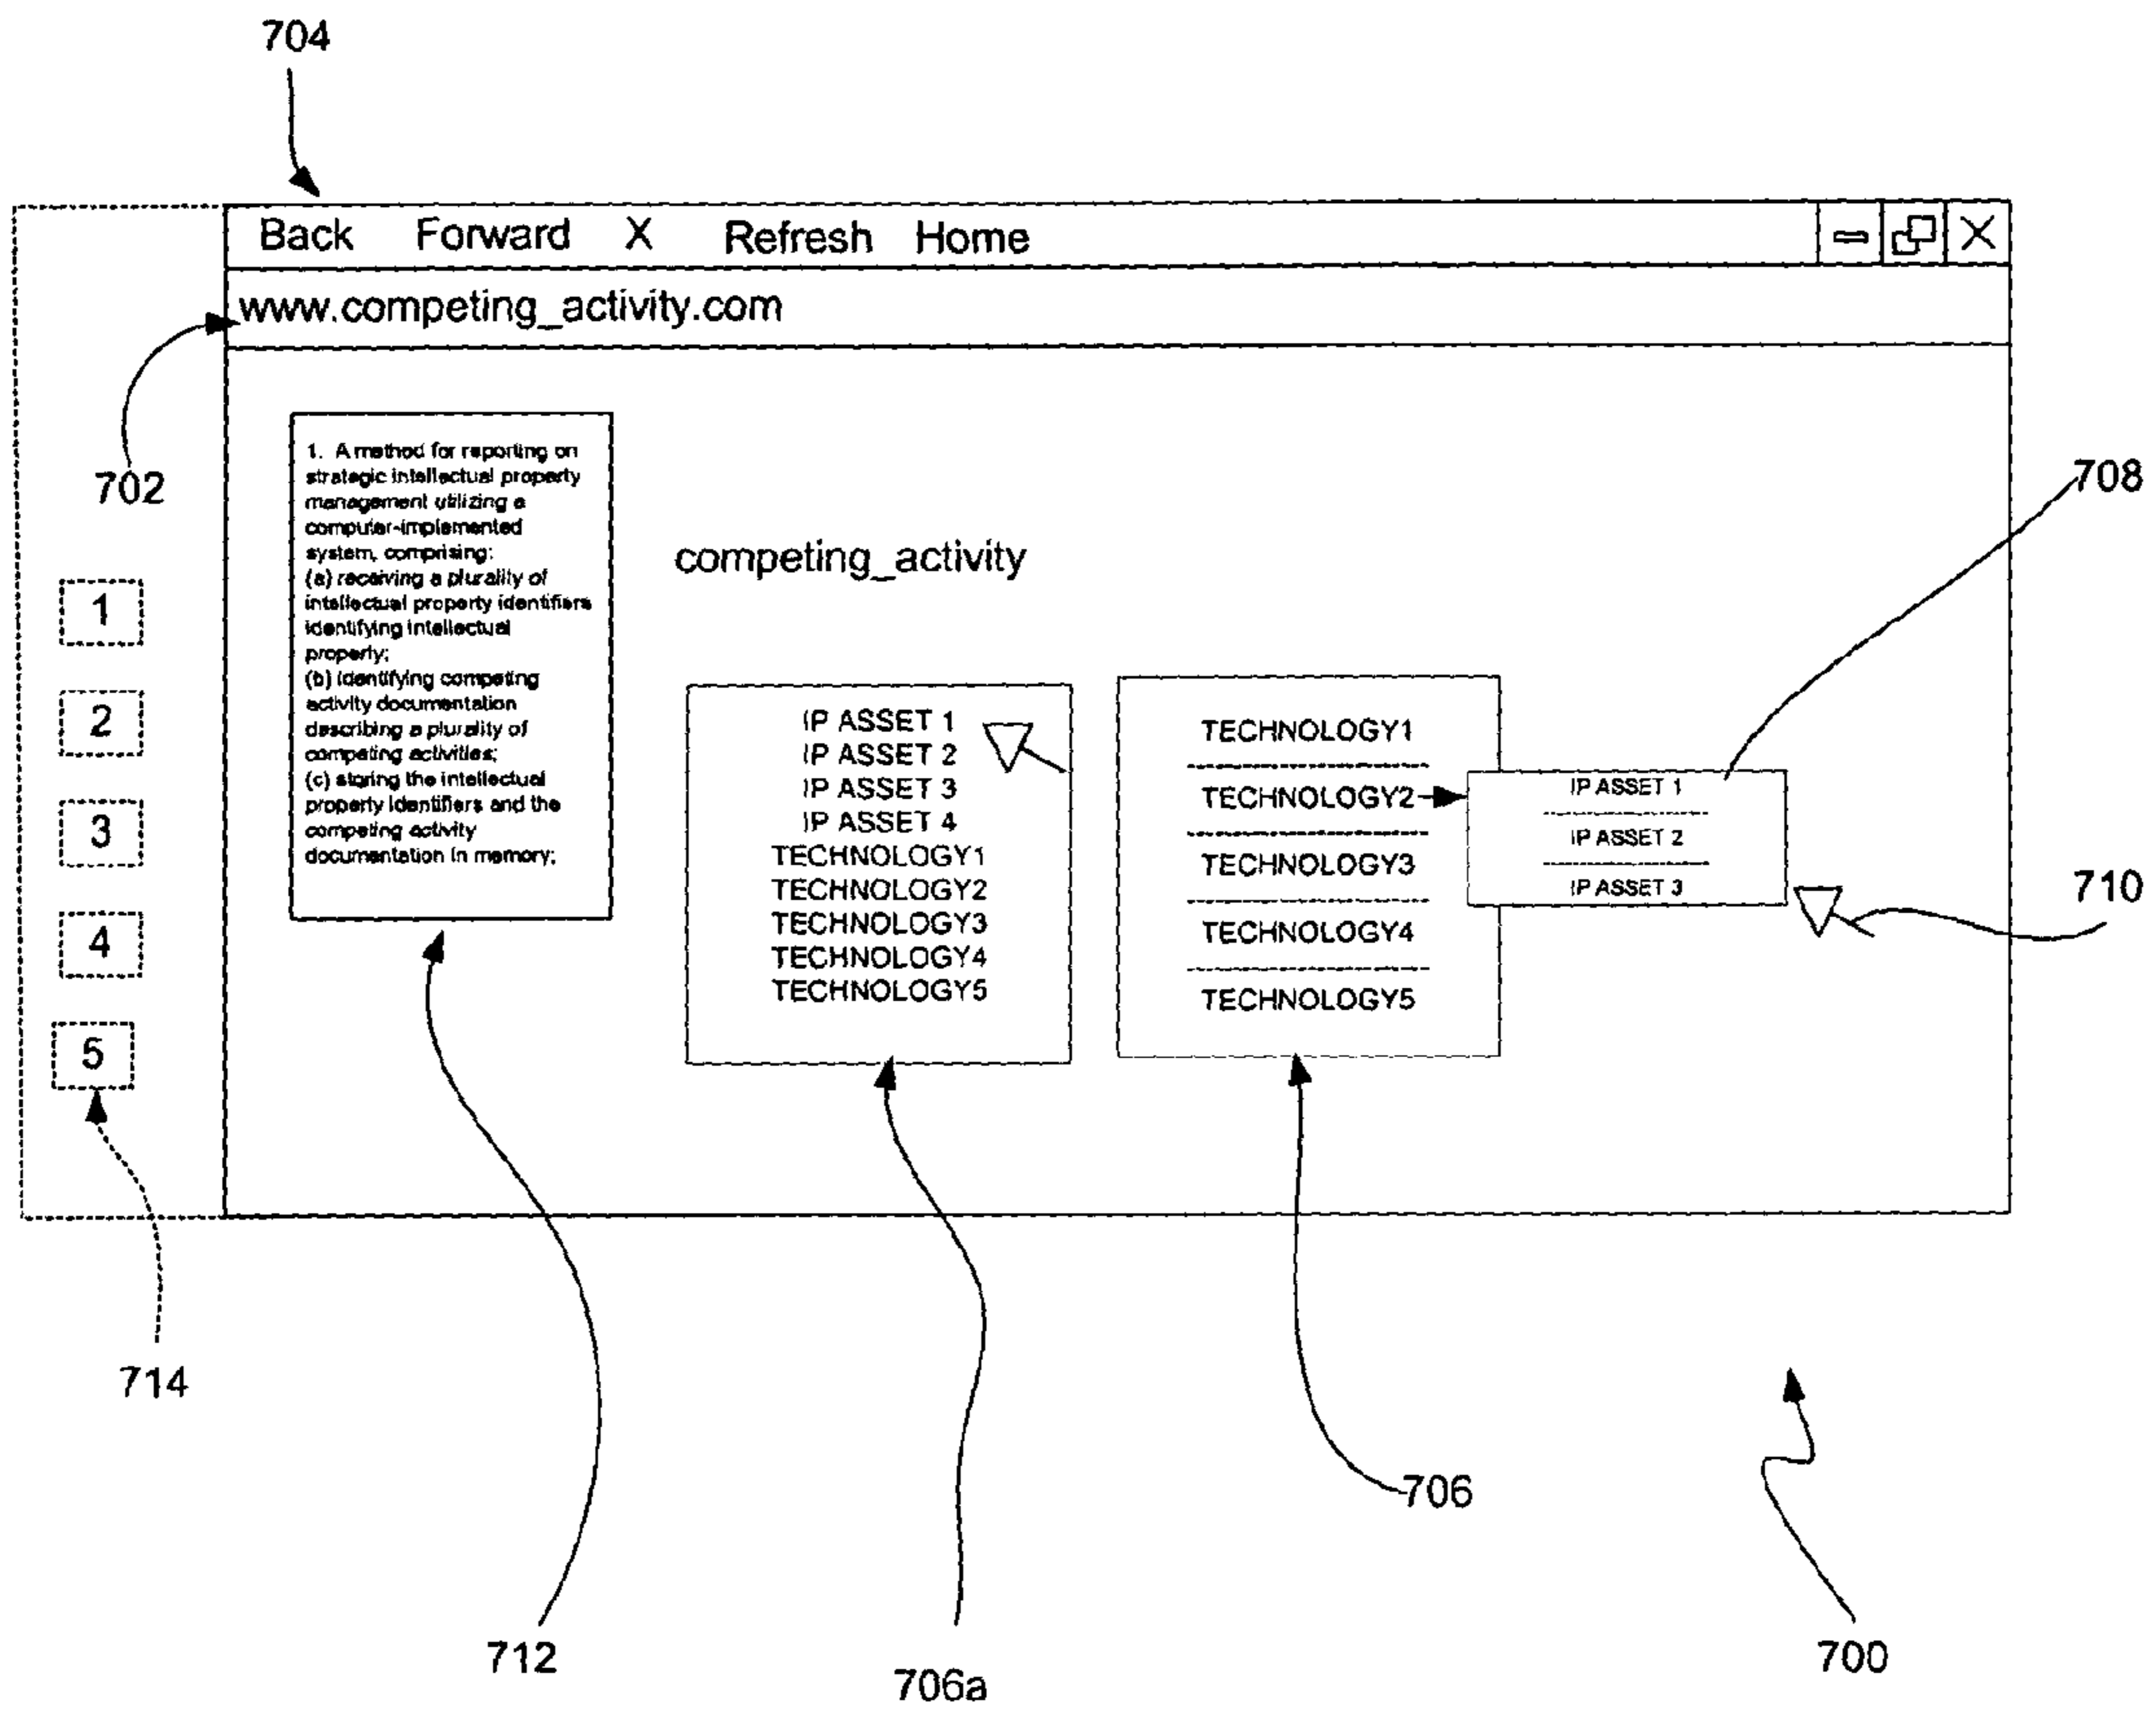 704
Back Forward X Refresh Home
www.competing_activity.com
702
1. A method for reporting on
strategic intellectual property
management utilizing a
computer-implemented
system, comprising:
(a) receiving a plurality of
intellectual property identifiers
identifying intellectual
property;
(b) identifying competing
activity documentation
describing a plurality of
competing activities;
(c) storing the intellectual
property identifiers and the
competing activity
documentation in memory;
competing_activity
708
1
2
3
4
5
IP ASSET 1
IP ASSET 2
IP ASSET 3
IP ASSET 4
TECHNOLOGY1
TECHNOLOGY2
TECHNOLOGY3
TECHNOLOGY4
TECHNOLOGY5
TECHNOLOGY1
TECHNOLOGY2
TECHNOLOGY3
TECHNOLOGY4
TECHNOLOGY5
IP ASSET 1
IP ASSET 2
IP ASSET 3
710
714
706
712
706a
700